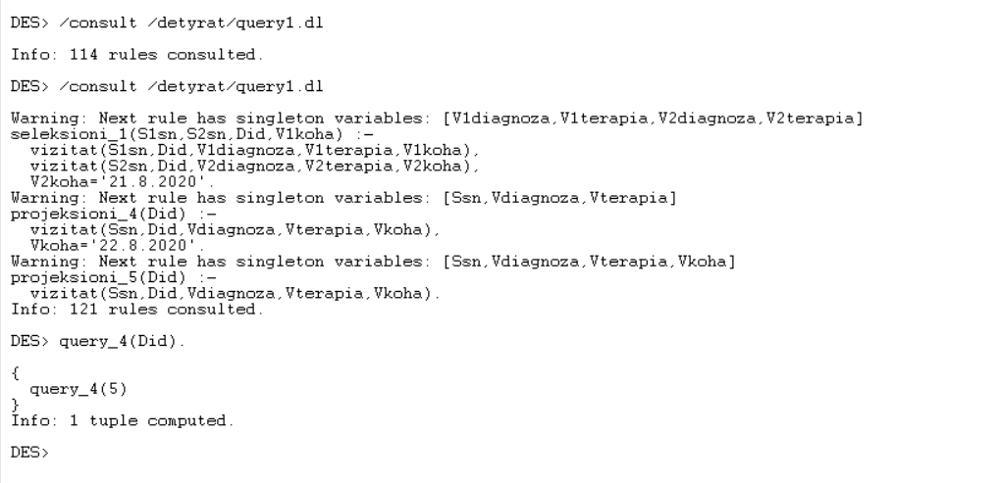 DES> /consult /detyrat/query1.dl
Info: 114 rules consulted.
DES> /consult /detyrat/query1.dl
Warning: Next rule has singleton variables: [V1diagnoza,V1terapia,V2diagnoza,V2terapia]
seleksioni_1(S1sn,S2sn,Did,V1koha) :-
  vizitat(S1sn,Did,V1diagnoza,V1terapia,V1koha),
  vizitat(S2sn,Did,V2diagnoza,V2terapia,V2koha),
  V2koha='21.8.2020'.
Warning: Next rule has singleton variables: [Ssn,Vdiagnoza,Vterapia]
projeksioni_4(Did) :-
  vizitat(Ssn,Did,Vdiagnoza,Vterapia,Vkoha),
  Vkoha='22.8.2020'.
Warning: Next rule has singleton variables: [Ssn,Vdiagnoza,Vterapia,Vkoha]
projeksioni_5(Did) :-
  vizitat(Ssn,Did,Vdiagnoza,Vterapia,Vkoha).
Info: 121 rules consulted.
DES> query_4(Did).
{
  query_4(5)
}
Info: 1 tuple computed.
DES>